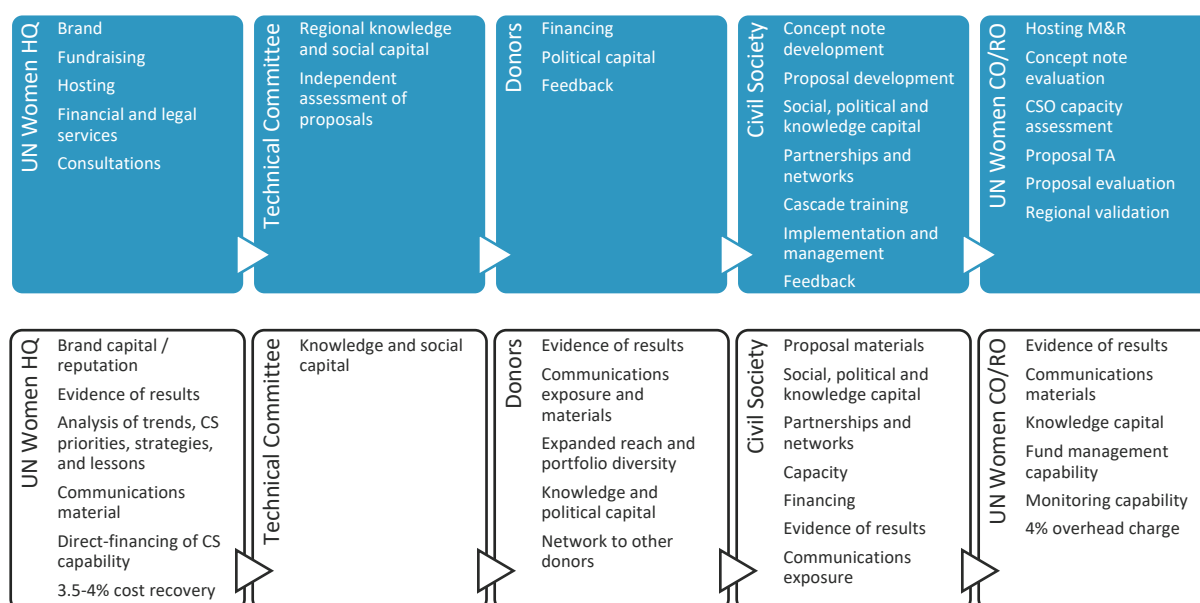 UN Women HQ
Brand
Fundraising
Hosting
Financial and legal
services
Consultations
Technical Committee
Regional knowledge
and social capital
Independent
assessment of
proposals
Donors
Financing
Political capital
Feedback
Civil Society
Concept note
development
Proposal development
Social, political and
knowledge capital
Partnerships and
networks
Cascade training
Implementation and
management
Feedback
UN Women CO/RO
Hosting M&R
Concept note
evaluation
CSO capacity
assessment
Proposal TA
Proposal evaluation
Regional validation
UN Women HQ
Brand capital /
reputation
Evidence of results
Analysis of trends, CS
priorities, strategies,
and lessons
Communications
material
Direct-financing of CS
capability
3.5-4% cost recovery
Technical Committee
Knowledge and social
capital
Donors
Evidence of results
Communications
exposure and
materials
Expanded reach and
portfolio diversity
Knowledge and
political capital
Network to other
donors
Civil Society
Proposal materials
Social, political and
knowledge capital
Partnerships and
networks
Capacity
Financing
Evidence of results
Communications
exposure
UN Women CO/RO
Evidence of results
Communications
materials
Knowledge capital
Fund management
capability
Monitoring capability
4% overhead charge